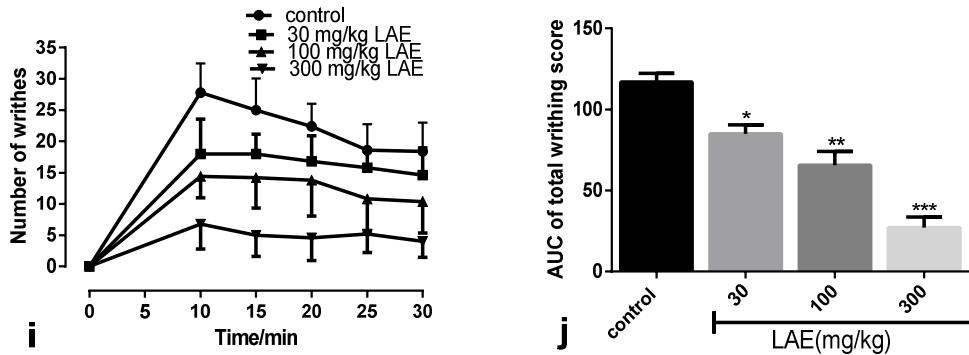 control
30 mg/kg LAE
100 mg/kg LAE
300 mg/kg LAE
Number of writhes
35
30
25
20
15
10
5
0
0 5 10 15 20 25 30
Time/min
i
AUC of total writhing score
150
100
50
0
*
**
***
control 30 100 300
LAE(mg/kg)
j